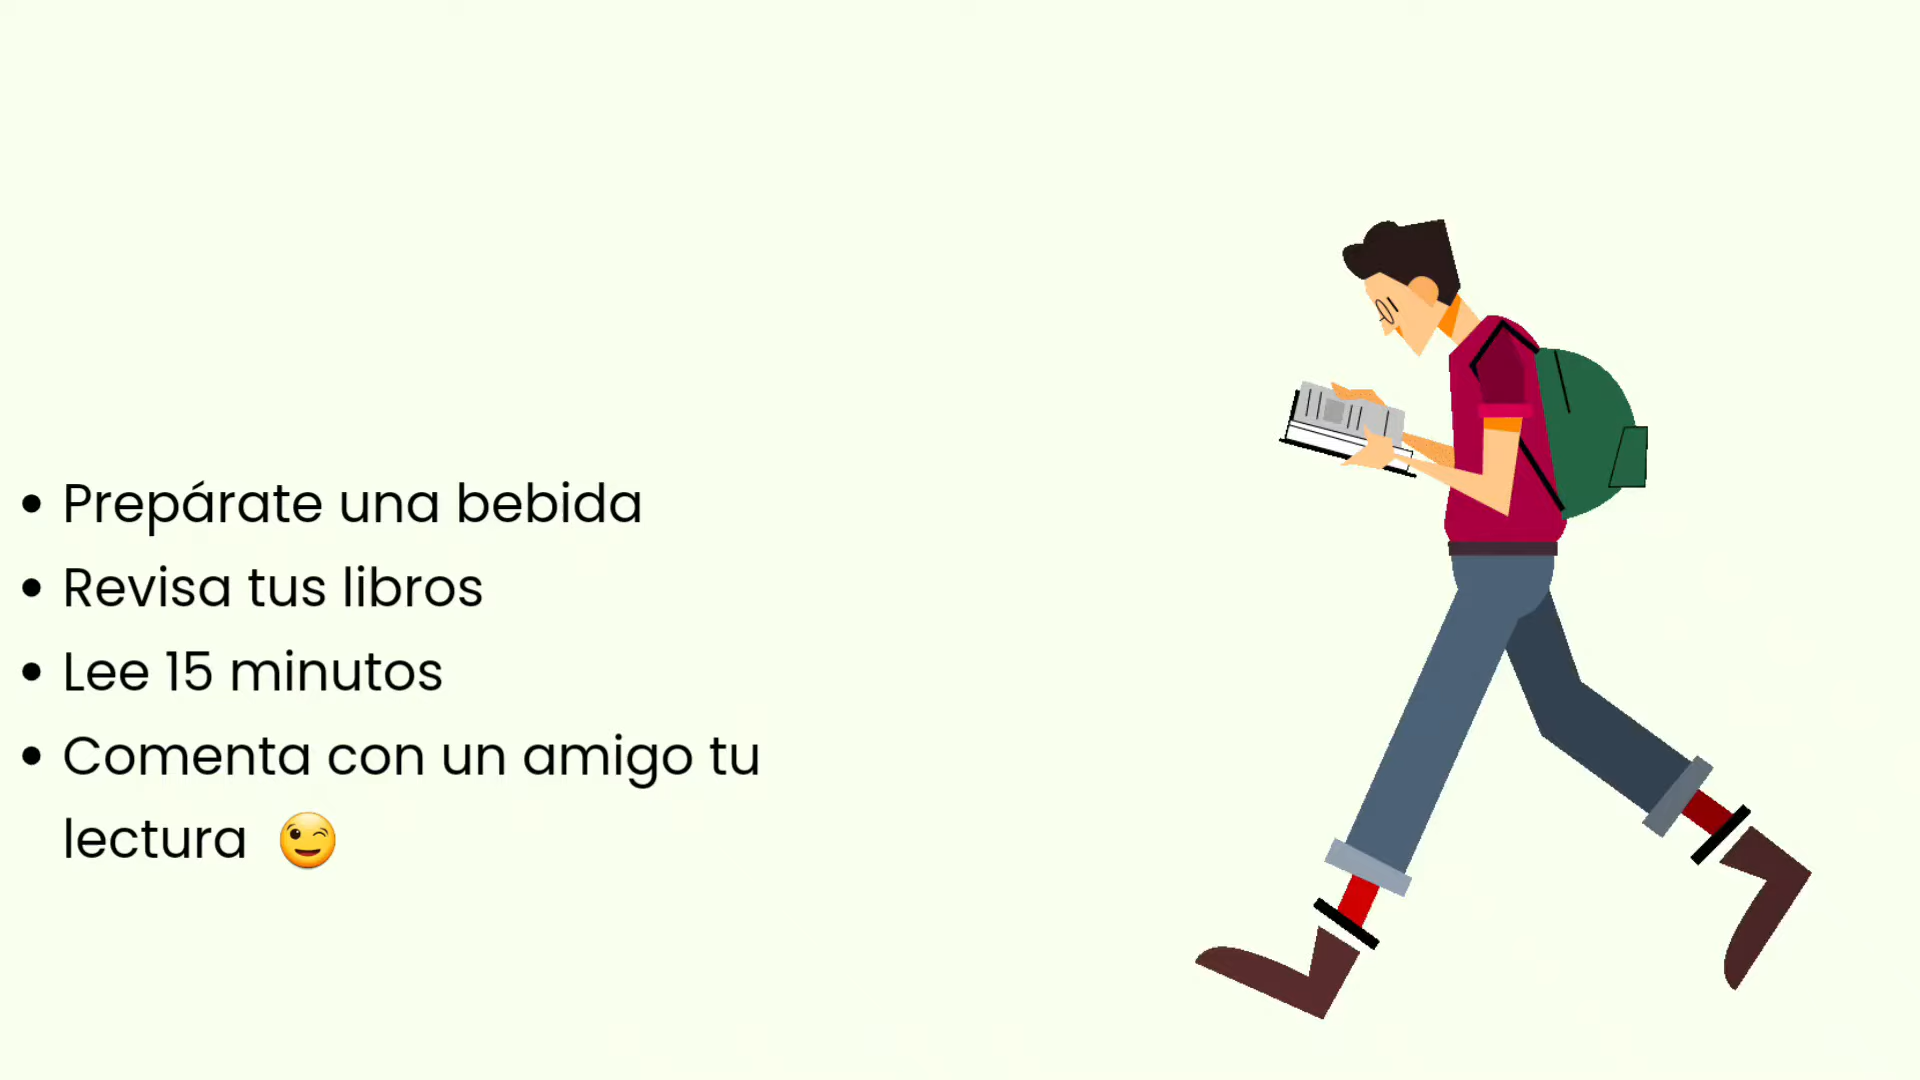 • Prepárate una bebida
• Revisa tus libros
• Lee 15 minutos
• Comenta con un amigo tu
lectura 😉